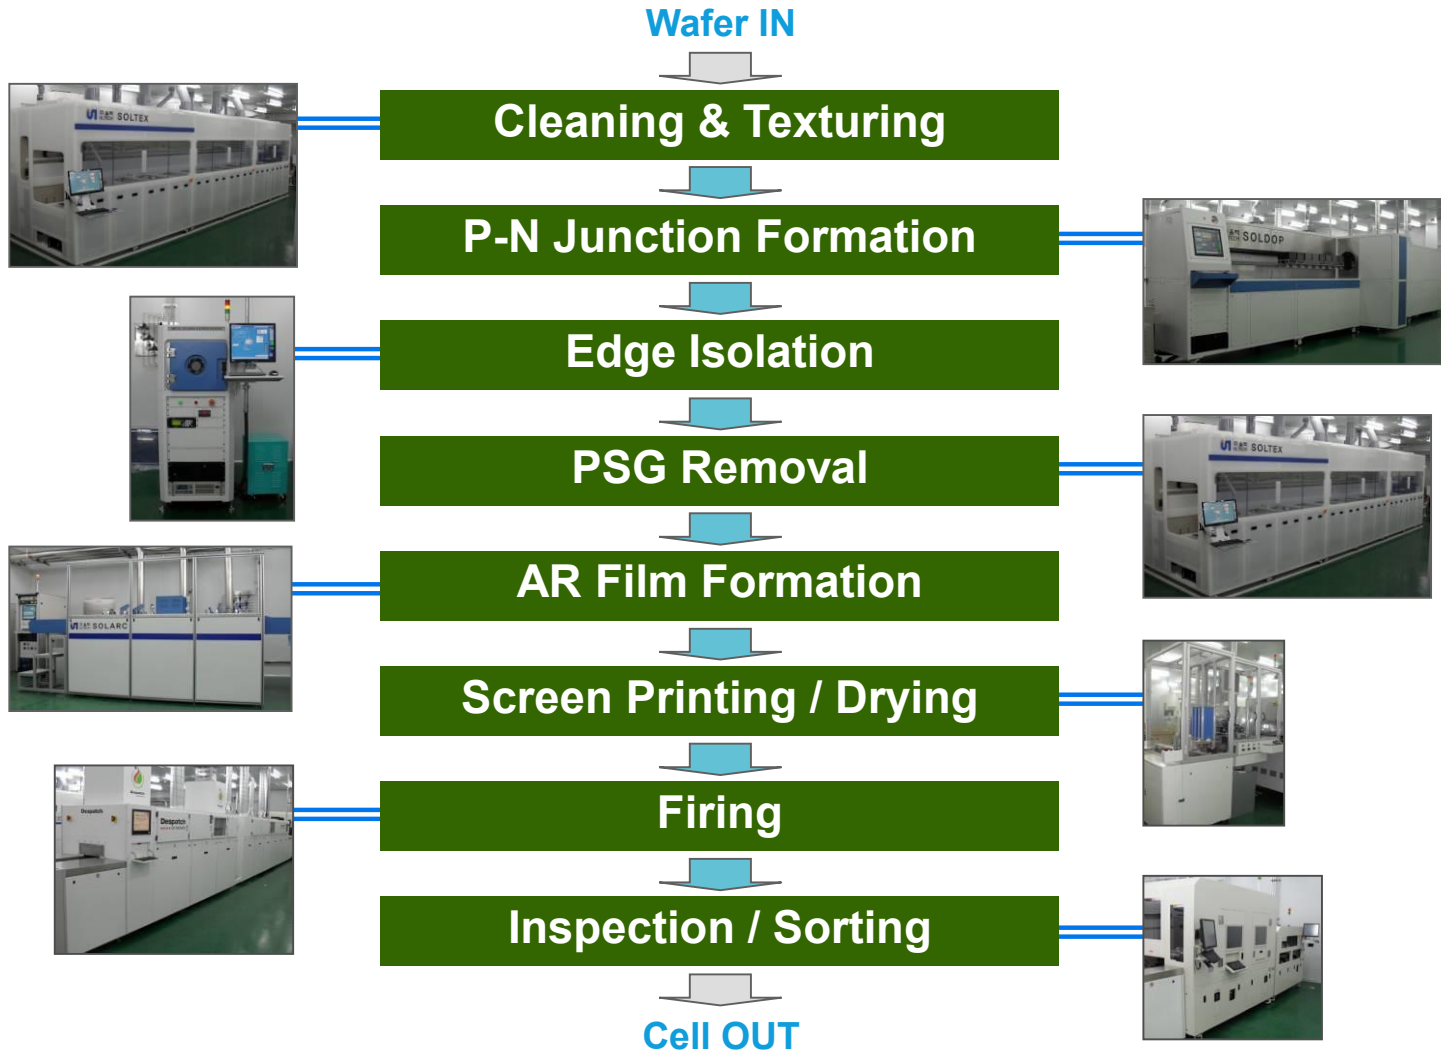 Wafer IN
Cleaning & Texturing
SOLTEX
P-N Junction Formation
SOLDOP
Edge Isolation
PSG Removal
SOLTEX
AR Film Formation
SOLARC
Screen Printing / Drying
Firing
Despatch
Despatch
Inspection / Sorting
Cell OUT